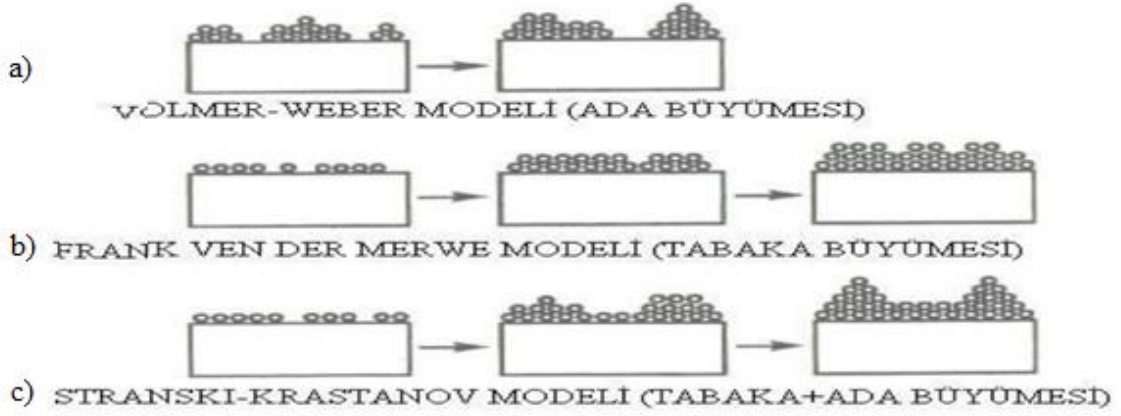 a)
VOLMER-WEBER MODELİ (ADA BÜYÜMESİ)
b) FRANK VEN DER MERWE MODELİ (TABAKA BÜYÜMESİ)
c) STRANSKI-KRASTANOV MODELİ (TABAKA+ADA BÜYÜMESİ)